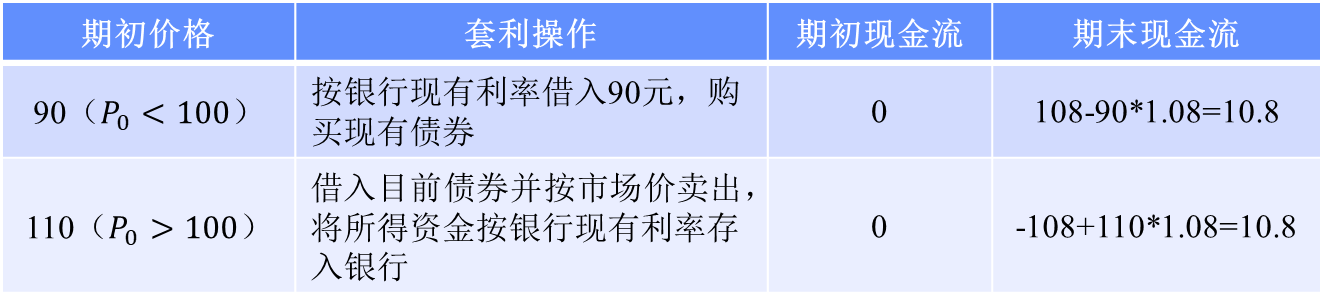 期初价格
套利操作
期初现金流
期末现金流
90（P₀ < 100）
按银行现有利率借入90元，购
买现有债券
0
108-90*1.08=10.8
110（P₀ > 100）
借入目前债券并按市场价卖出，
将所得资金按银行现有利率存
入银行
0
-108+110*1.08=10.8